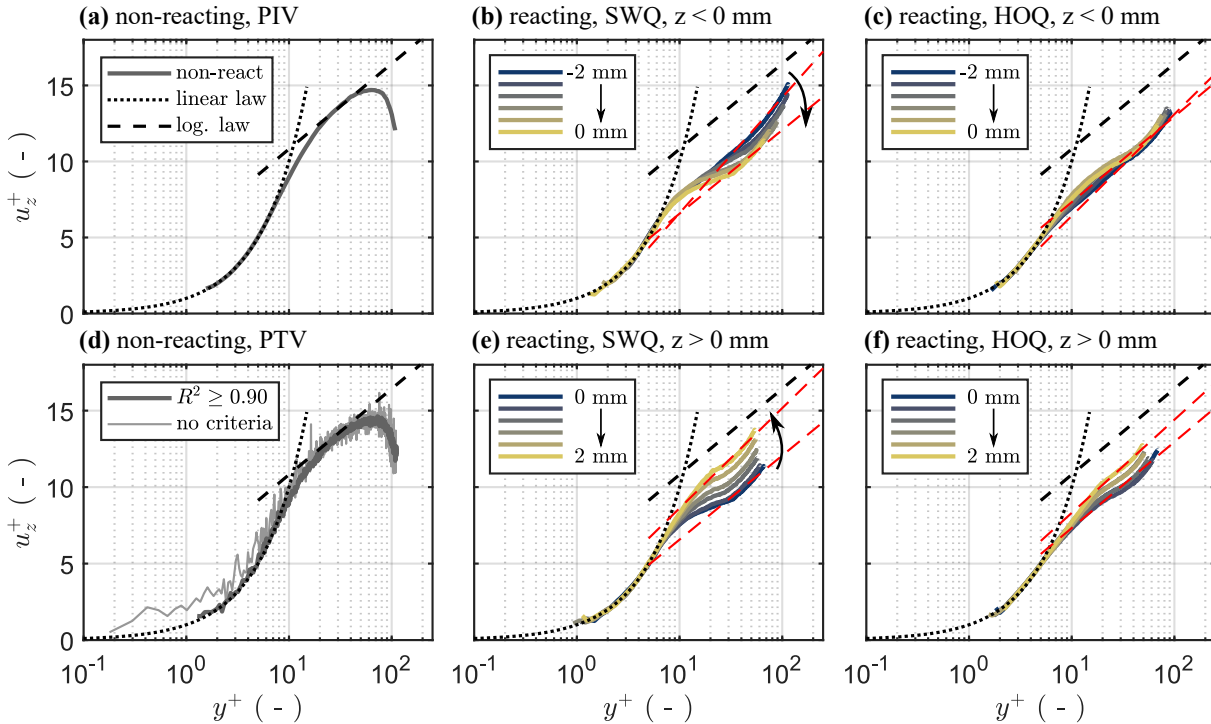 (a) non-reacting, PIV
(b) reacting, SWQ, z < 0 mm
(c) reacting, HOQ, z < 0 mm
non-react
linear law
log. law
-2 mm
0 mm
-2 mm
0 mm
15
10
5
0
u_z^+ ( - )
(d) non-reacting, PTV
(e) reacting, SWQ, z > 0 mm
(f) reacting, HOQ, z > 0 mm
R² ≥ 0.90
no criteria
0 mm
2 mm
0 mm
2 mm
15
10
5
0
u_z^+ ( - )
10⁻¹ 10⁰ 10¹ 10²
10⁻¹ 10⁰ 10¹ 10²
10⁻¹ 10⁰ 10¹ 10²
y⁺ ( - )
y⁺ ( - )
y⁺ ( - )